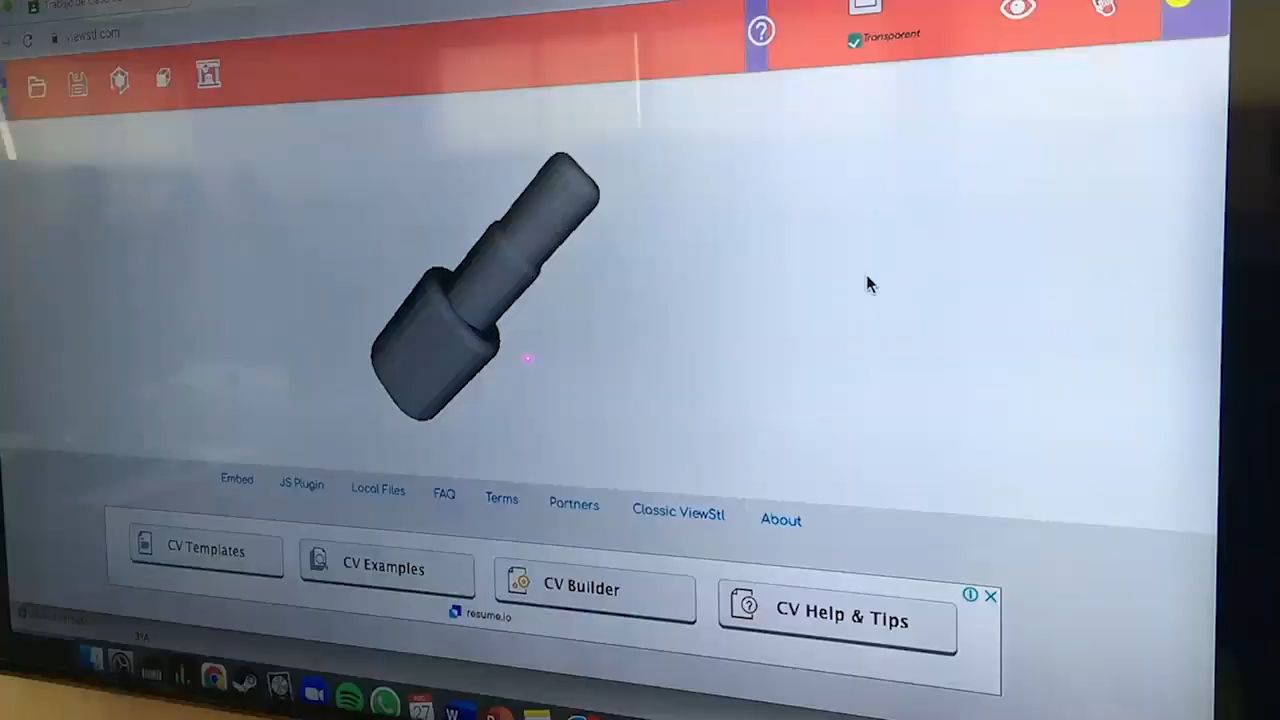 viewstl.com
Transparent
Embed JS Plugin Local Files FAQ Terms Partners Classic ViewStl About
CV Templates CV Examples CV Builder CV Help & Tips
resume.io
27